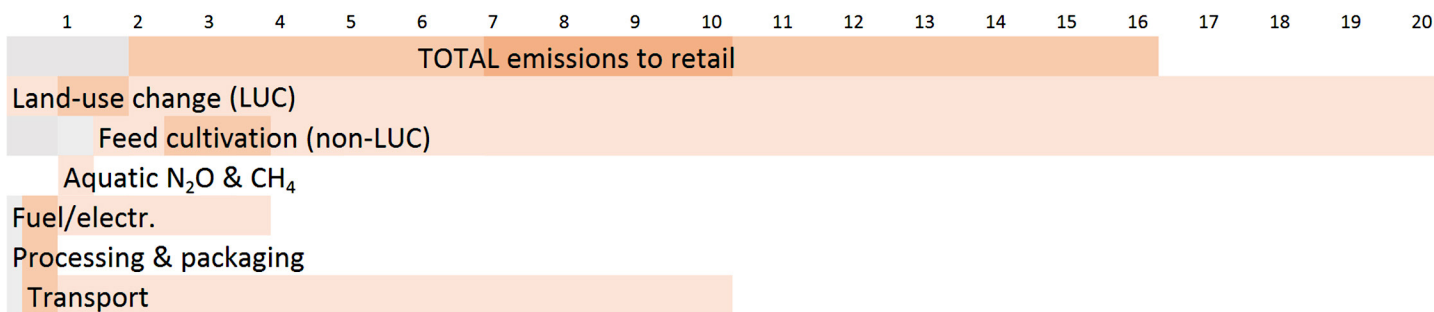 1 2 3 4 5 6 7 8 9 10 11 12 13 14 15 16 17 18 19 20
TOTAL emissions to retail
Land-use change (LUC)
Feed cultivation (non-LUC)
Aquatic N₂O & CH₄
Fuel/electr.
Processing & packaging
Transport